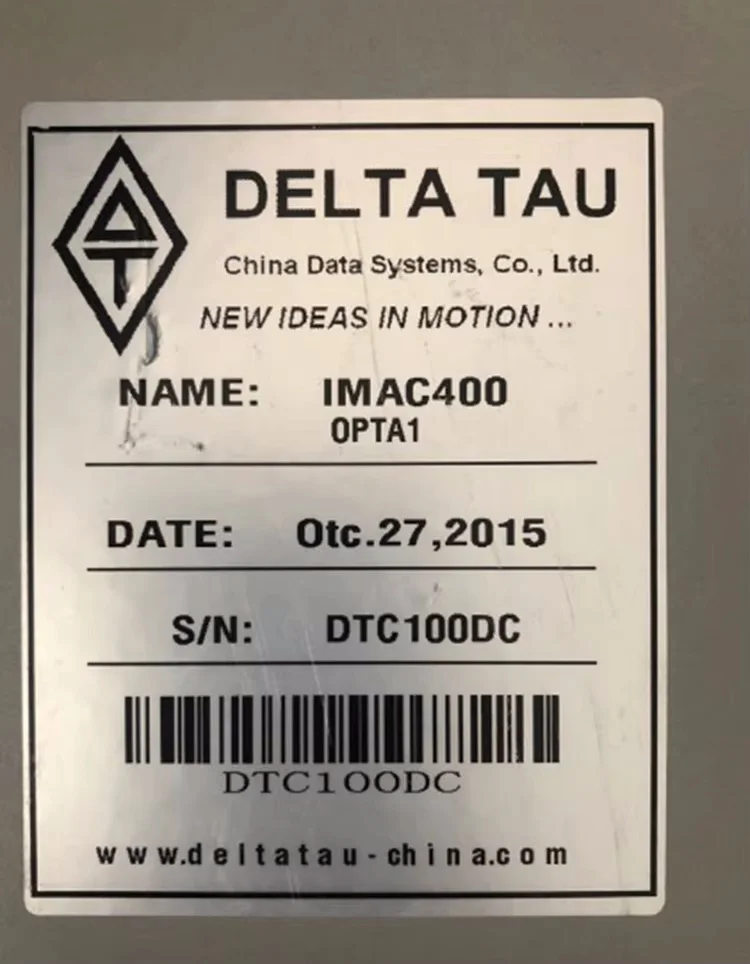 DELTA TAU
China Data Systems, Co., Ltd.
NEW IDEAS IN MOTION ...
NAME: IMAC400
OPTA1
DATE: Otc.27,2015
S/N: DTC100DC
DTC100DC
www.deltatau-china.com